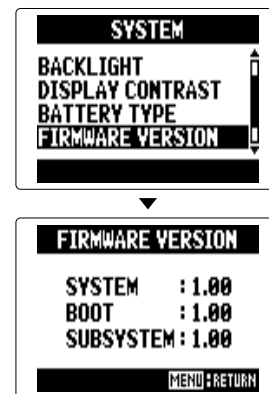 SYSTEM
BACKLIGHT
DISPLAY CONTRAST
BATTERY TYPE
FIRMWARE VERSION
FIRMWARE VERSION
SYSTEM :1.00
BOOT :1.00
SUBSYSTEM:1.00
MENU:RETURN